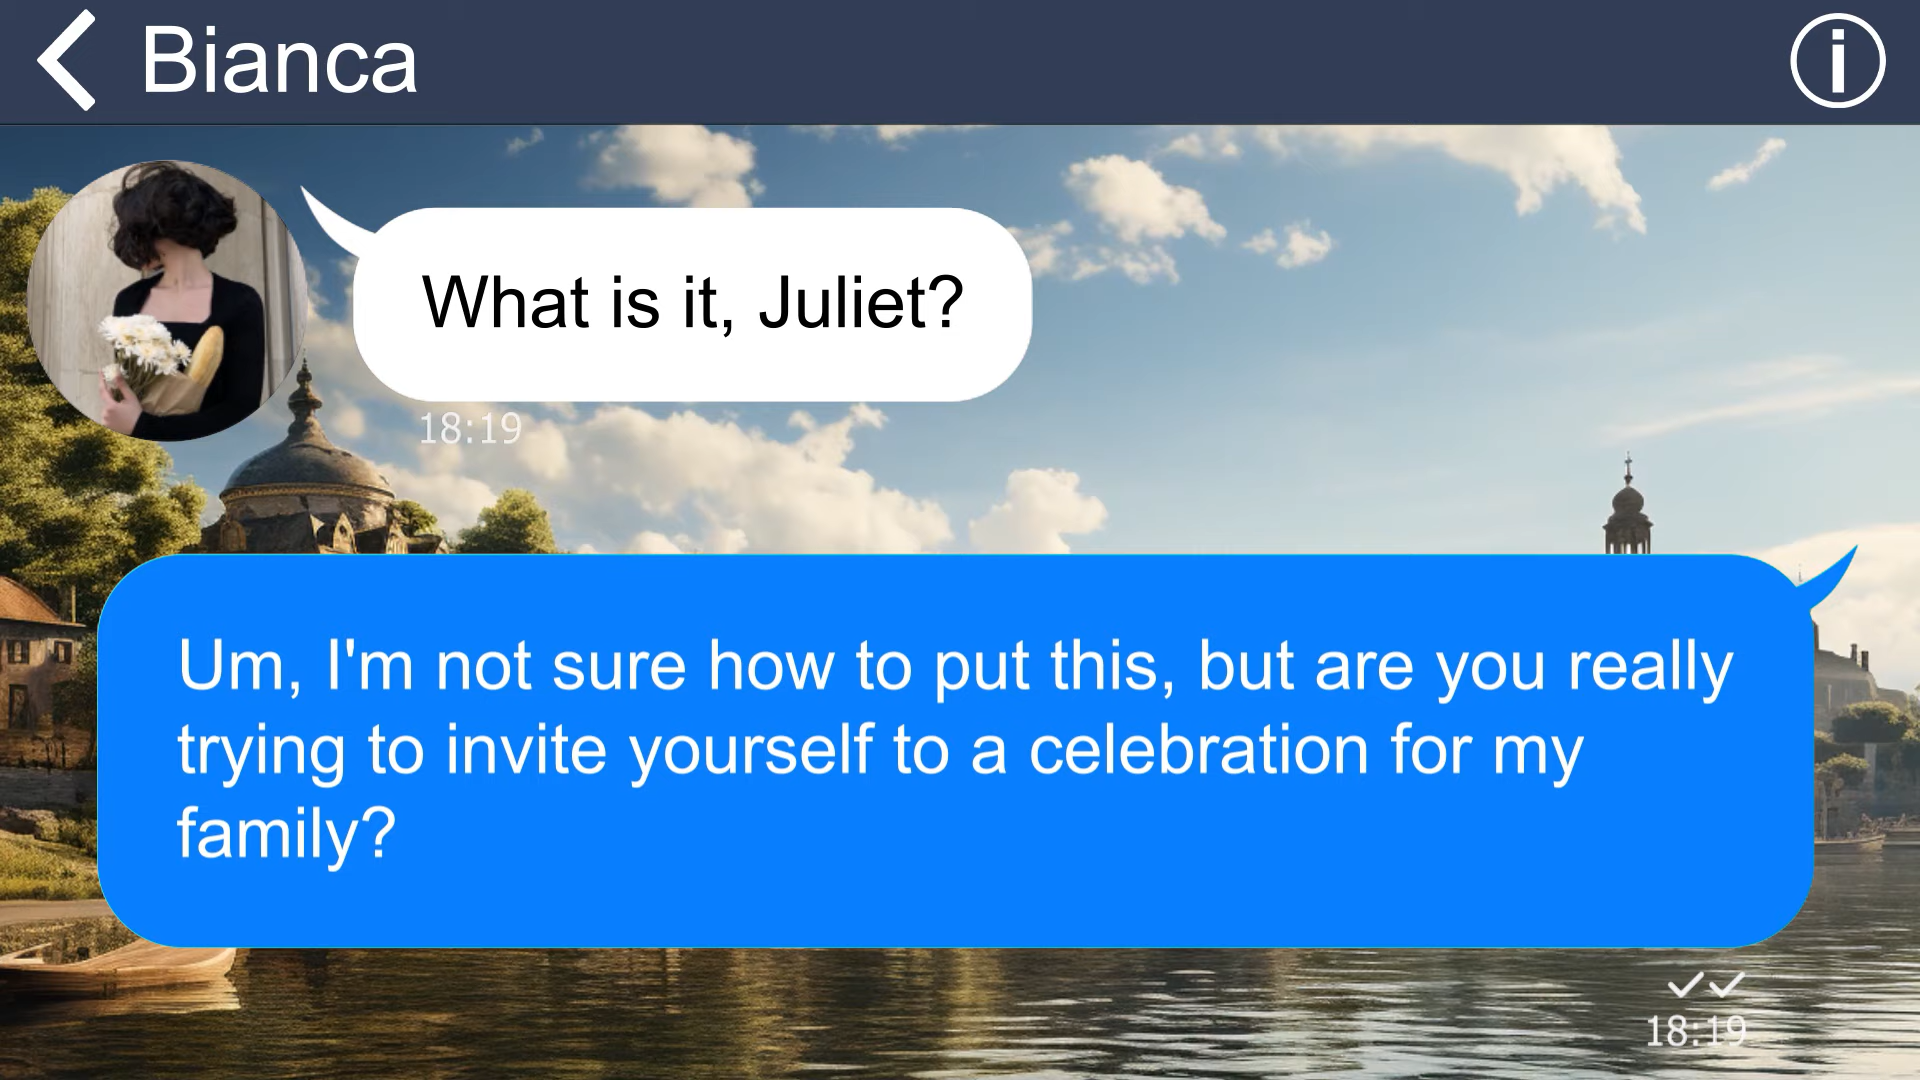 Bianca
What is it, Juliet?
18:19
Um, I'm not sure how to put this, but are you really
trying to invite yourself to a celebration for my
family?
18:19